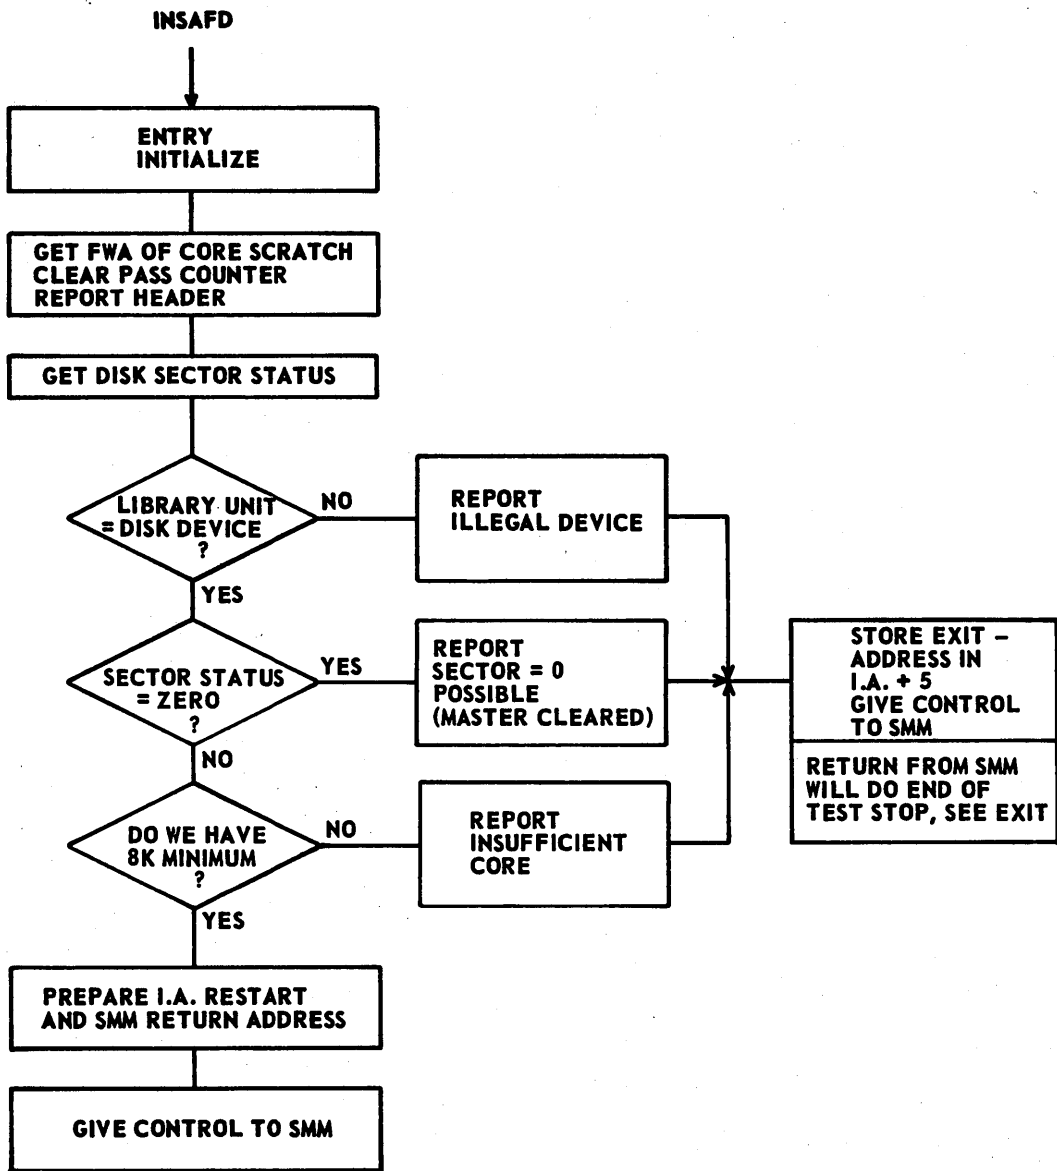 INSAFD
ENTRY
INITIALIZE
GET FWA OF CORE SCRATCH
CLEAR PASS COUNTER
REPORT HEADER
GET DISK SECTOR STATUS
LIBRARY UNIT
= DISK DEVICE
?
NO
REPORT
ILLEGAL DEVICE
YES
SECTOR STATUS
= ZERO
?
YES
REPORT
SECTOR = 0
POSSIBLE
(MASTER CLEARED)
STORE EXIT –
ADDRESS IN
I.A. + 5
GIVE CONTROL
TO SMM
RETURN FROM SMM
WILL DO END OF
TEST STOP, SEE EXIT
NO
DO WE HAVE
8K MINIMUM
?
NO
REPORT
INSUFFICIENT
CORE
YES
PREPARE I.A. RESTART
AND SMM RETURN ADDRESS
GIVE CONTROL TO SMM